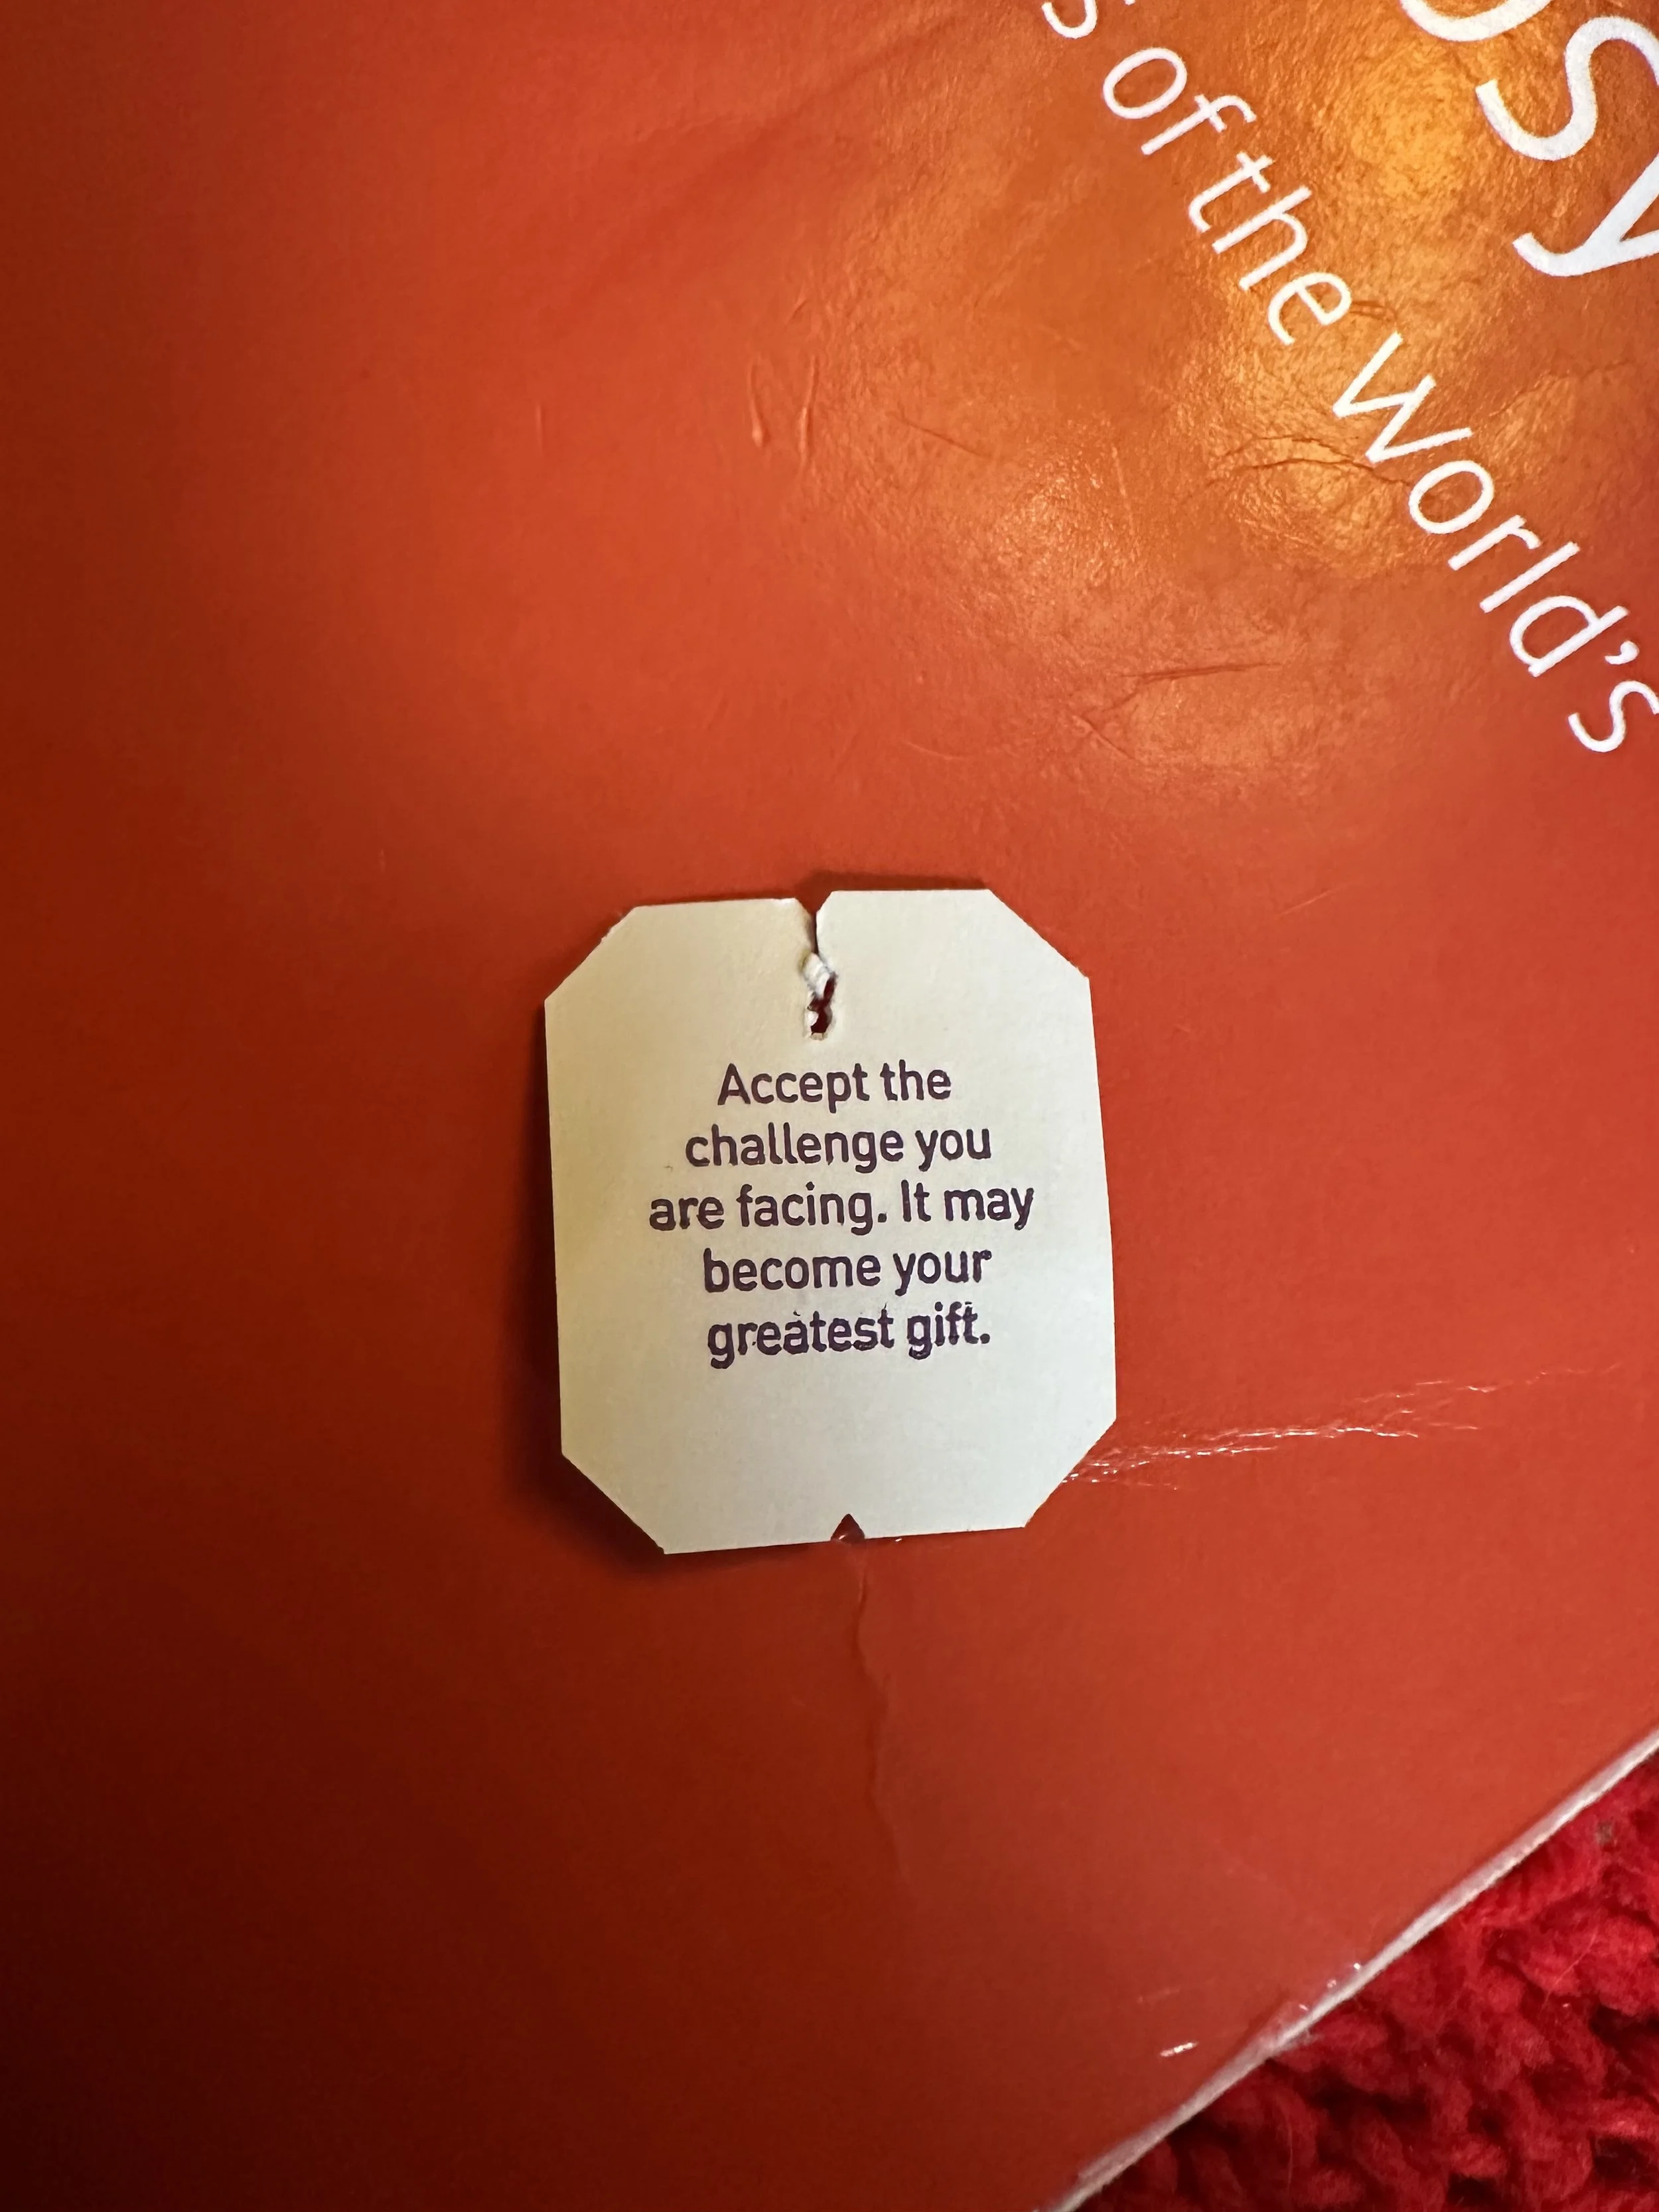 of the world's
Accept the
challenge you
are facing. It may
become your
greatest gift.